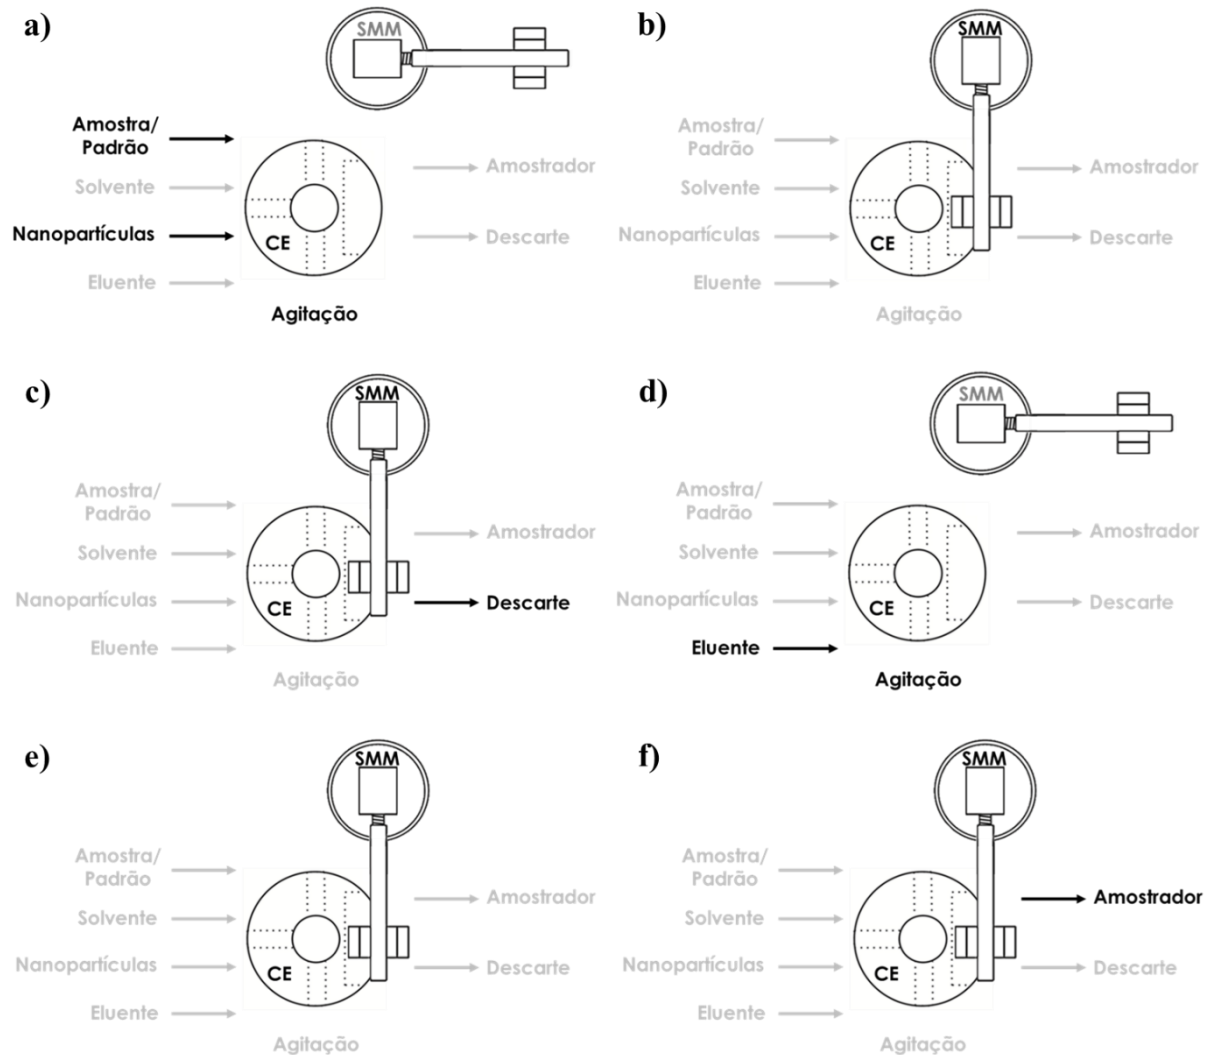 a)
SMM
Amostra/
Padrão
Solvente
Nanopartículas
Eluente
CE
Amostrador
Descarte
Agitação
b)
SMM
Amostra/
Padrão
Solvente
Nanopartículas
Eluente
CE
Amostrador
Descarte
Agitação
c)
SMM
Amostra/
Padrão
Solvente
Nanopartículas
Eluente
CE
Amostrador
Descarte
Agitação
d)
SMM
Amostra/
Padrão
Solvente
Nanopartículas
Eluente
CE
Amostrador
Descarte
Agitação
e)
SMM
Amostra/
Padrão
Solvente
Nanopartículas
Eluente
CE
Amostrador
Descarte
Agitação
f)
SMM
Amostra/
Padrão
Solvente
Nanopartículas
Eluente
CE
Amostrador
Descarte
Agitação